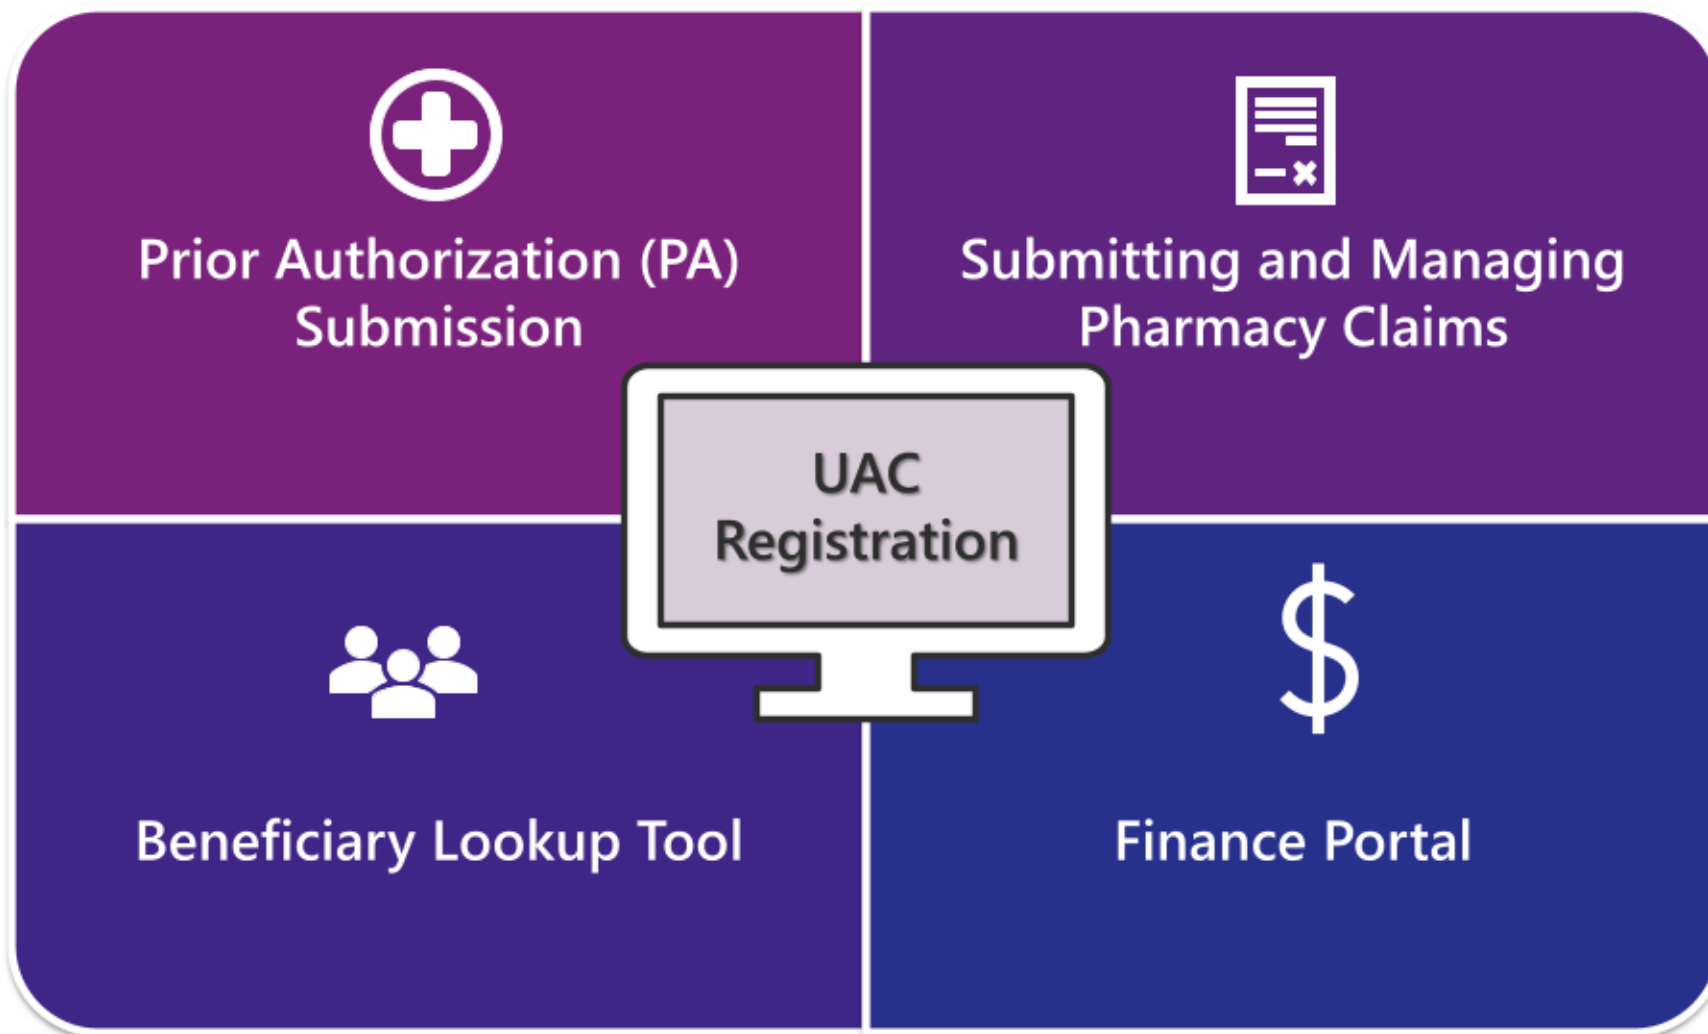 Prior Authorization (PA)
Submission
Submitting and Managing
Pharmacy Claims
UAC
Registration
Beneficiary Lookup Tool
$
Finance Portal